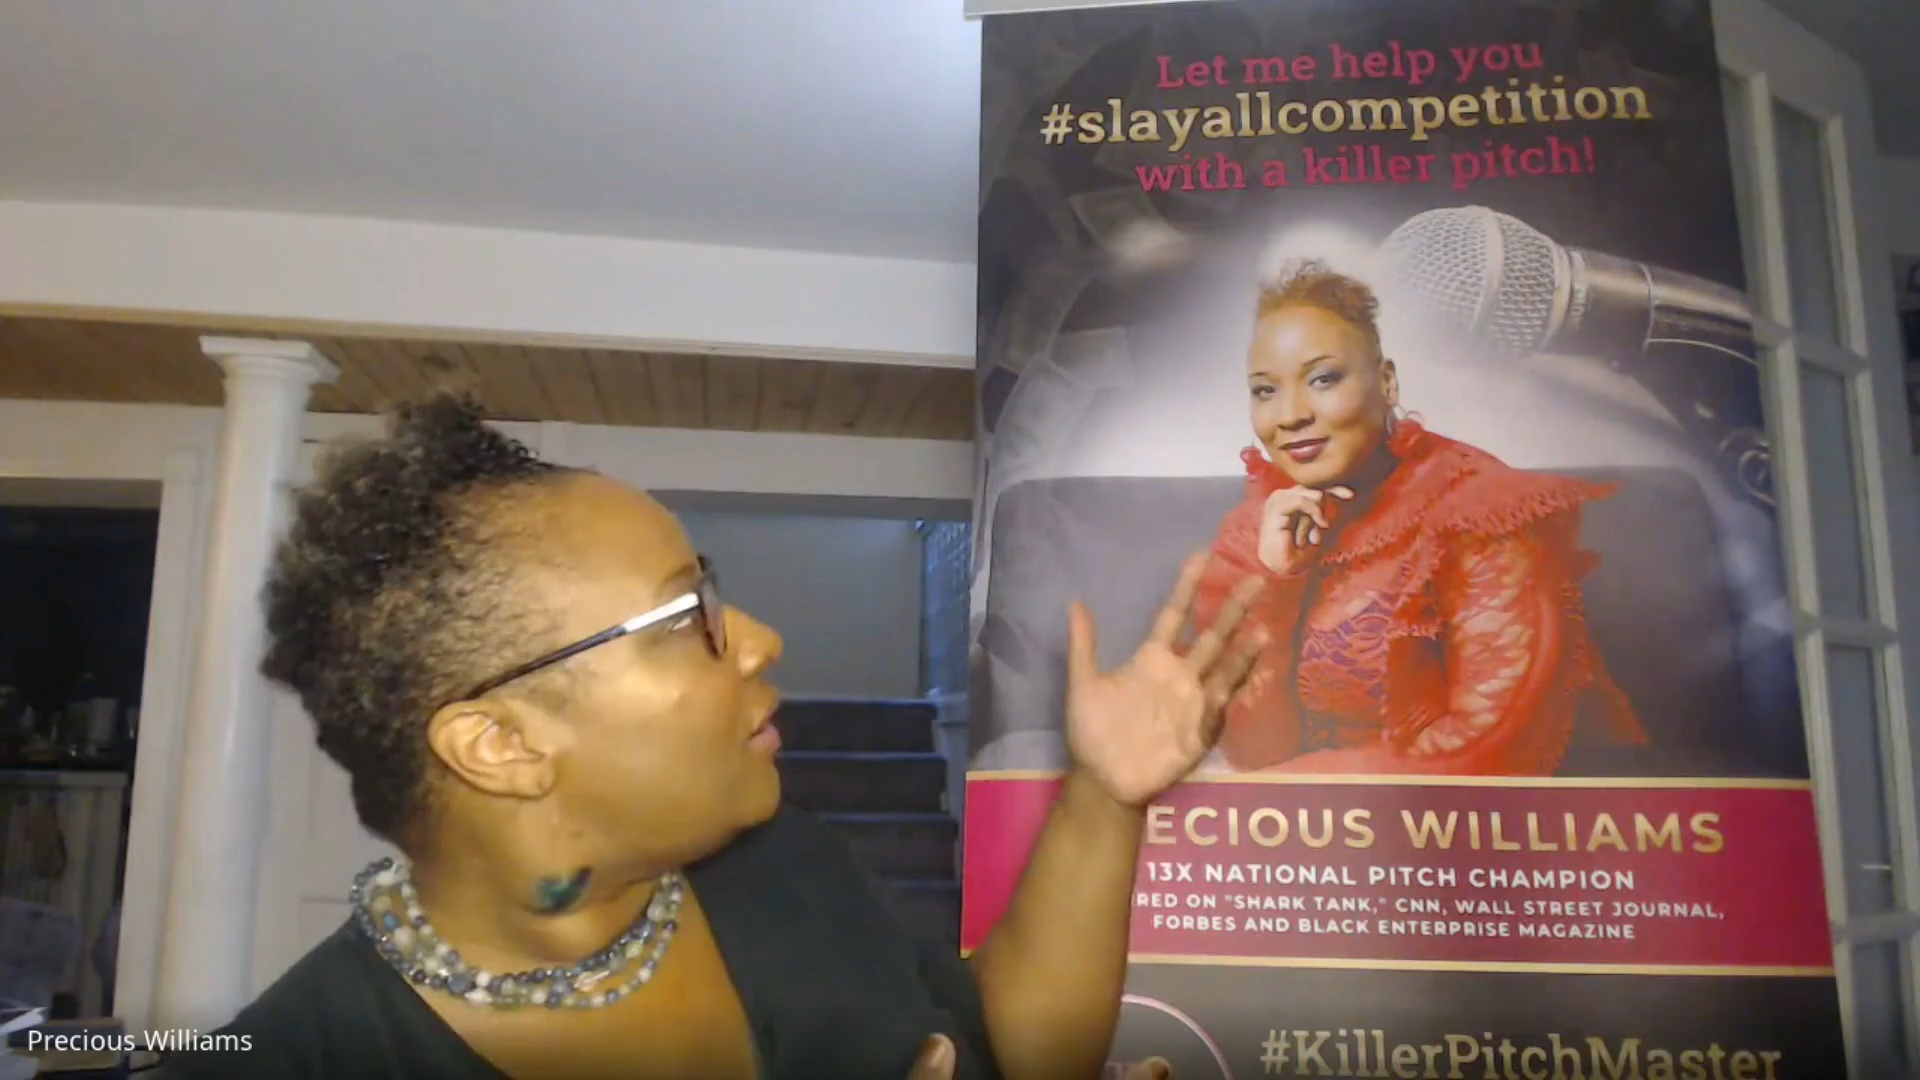 Let me help you
#slayallcompetition
with a killer pitch!
ECIOUS WILLIAMS
13X NATIONAL PITCH CHAMPION
RED ON "SHARK TANK," CNN, WALL STREET JOURNAL,
FORBES AND BLACK ENTERPRISE MAGAZINE
#KillerPitchMaster
Precious Williams